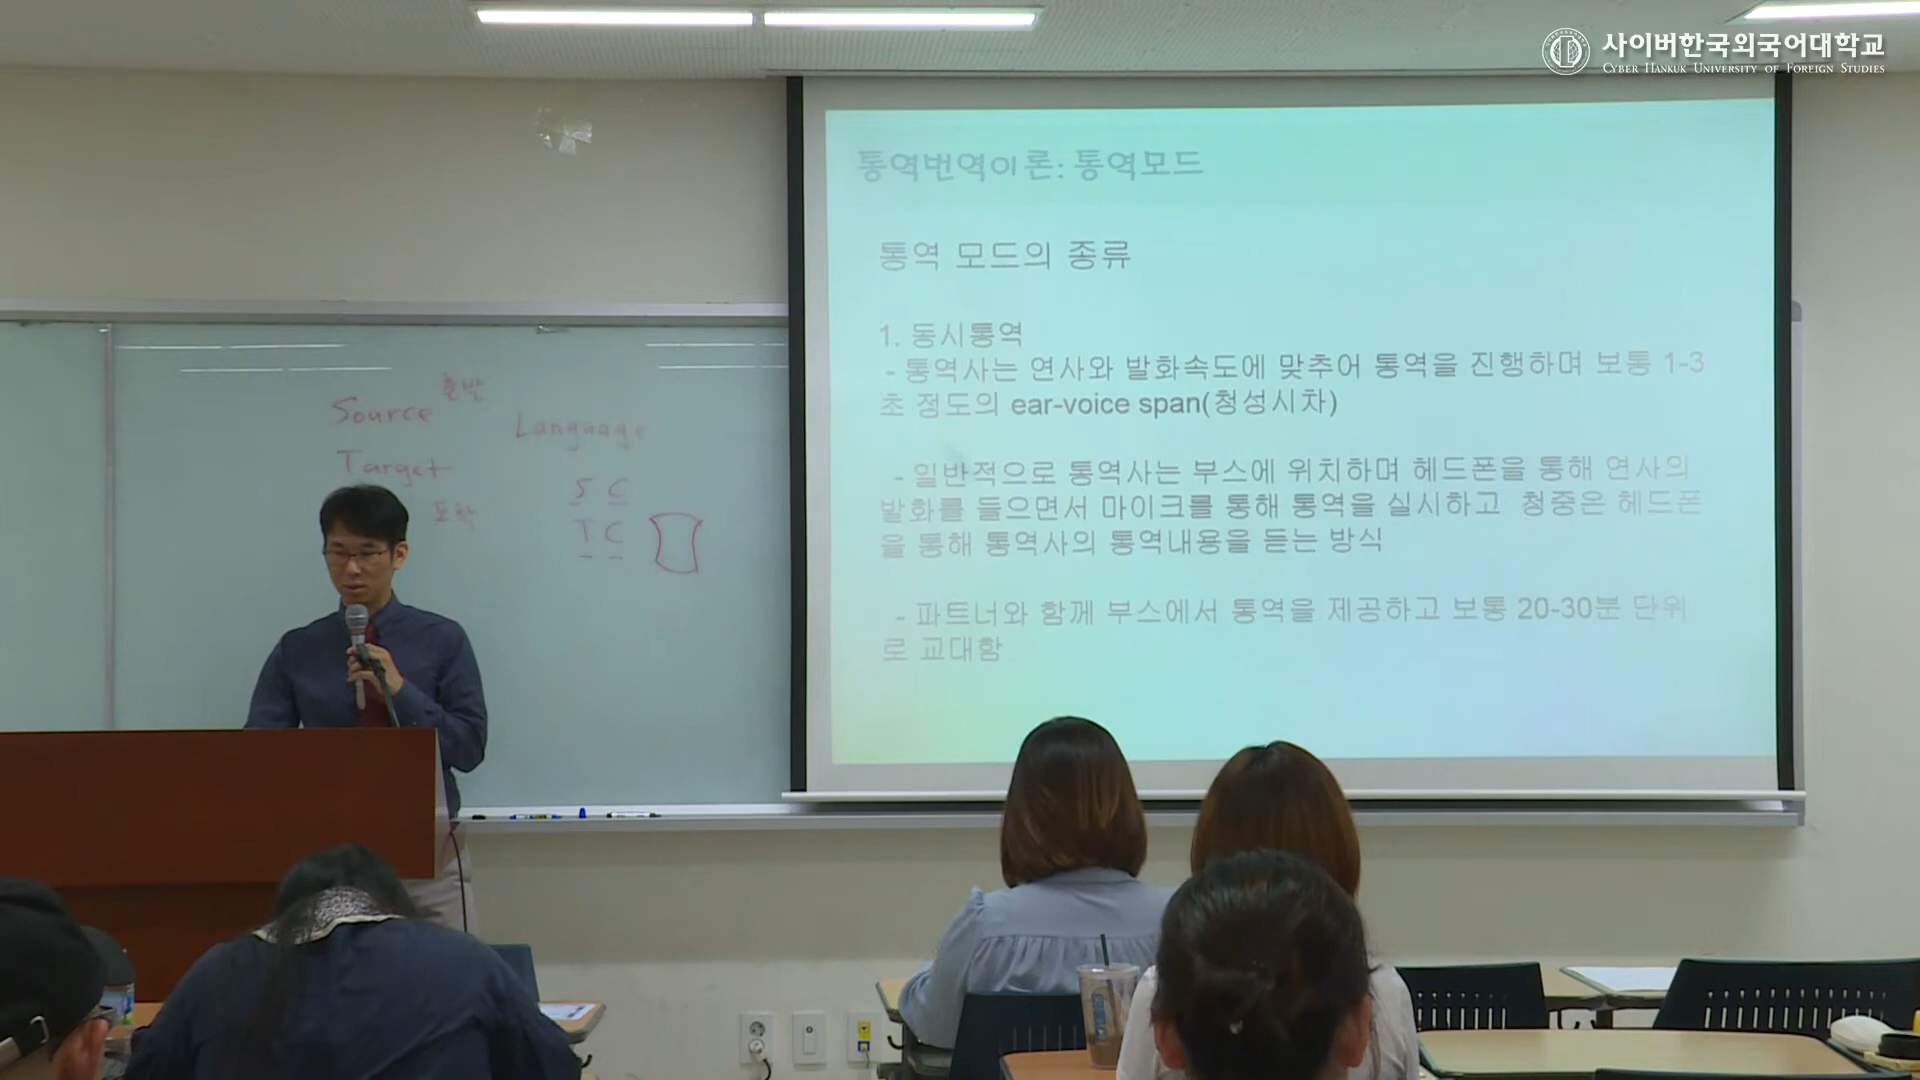 사이버한국외국어대학교
CYBER HANKUK UNIVERSITY OF FOREIGN STUDIES
통역번역이론: 통역모드
통역 모드의 종류
1. 동시통역
- 통역사는 연사와 발화속도에 맞추어 통역을 진행하며 보통 1-3
초 정도의 ear-voice span(청성시차)
- 일반적으로 통역사는 부스에 위치하며 헤드폰을 통해 연사의
발화를 들으면서 마이크를 통해 통역을 실시하고 청중은 헤드폰
을 통해 통역사의 통역내용을 듣는 방식
- 파트너와 함께 부스에서 통역을 제공하고 보통 20-30분 단위
로 교대함
출발
Source
Language
Target
도착
S C
T C